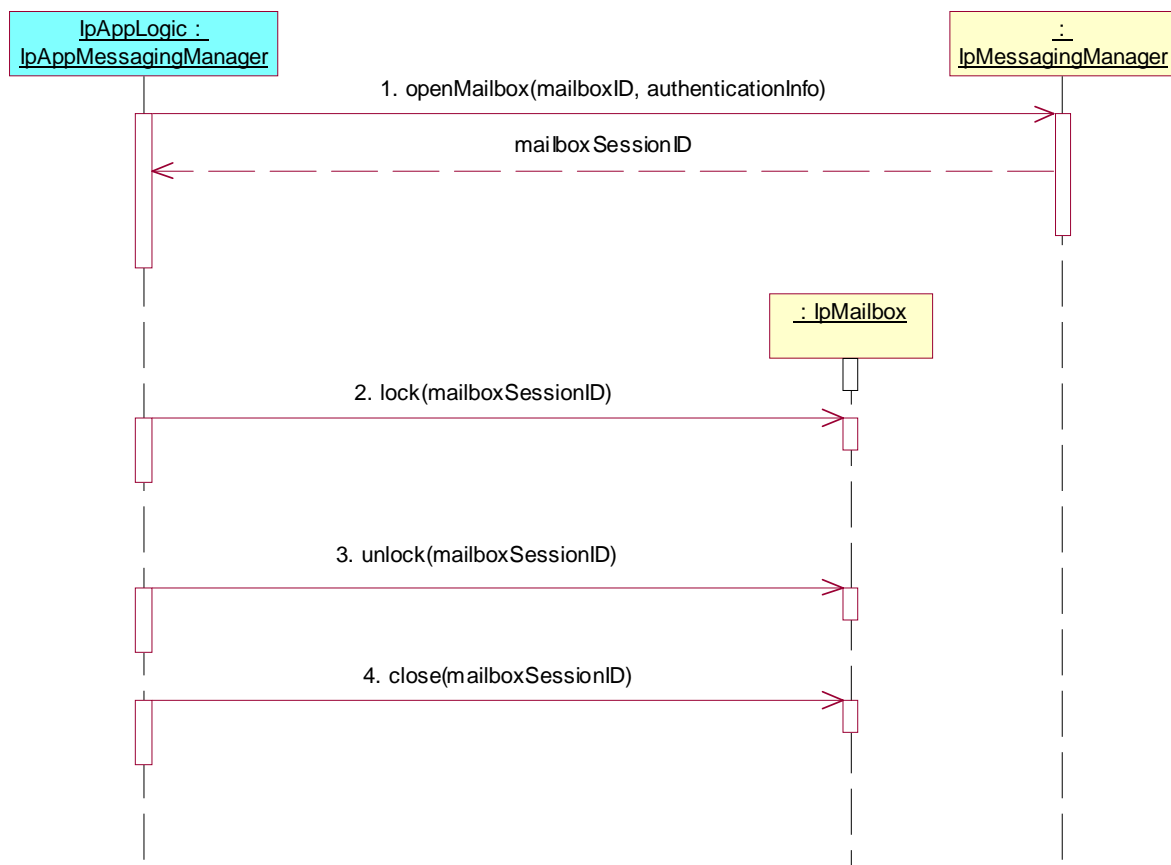 IpAppLogic :
IpAppMessagingManager
:
IpMessagingManager
1. openMailbox(mailboxID, authenticationInfo)
mailboxSessionID
: IpMailbox
2. lock(mailboxSessionID)
3. unlock(mailboxSessionID)
4. close(mailboxSessionID)